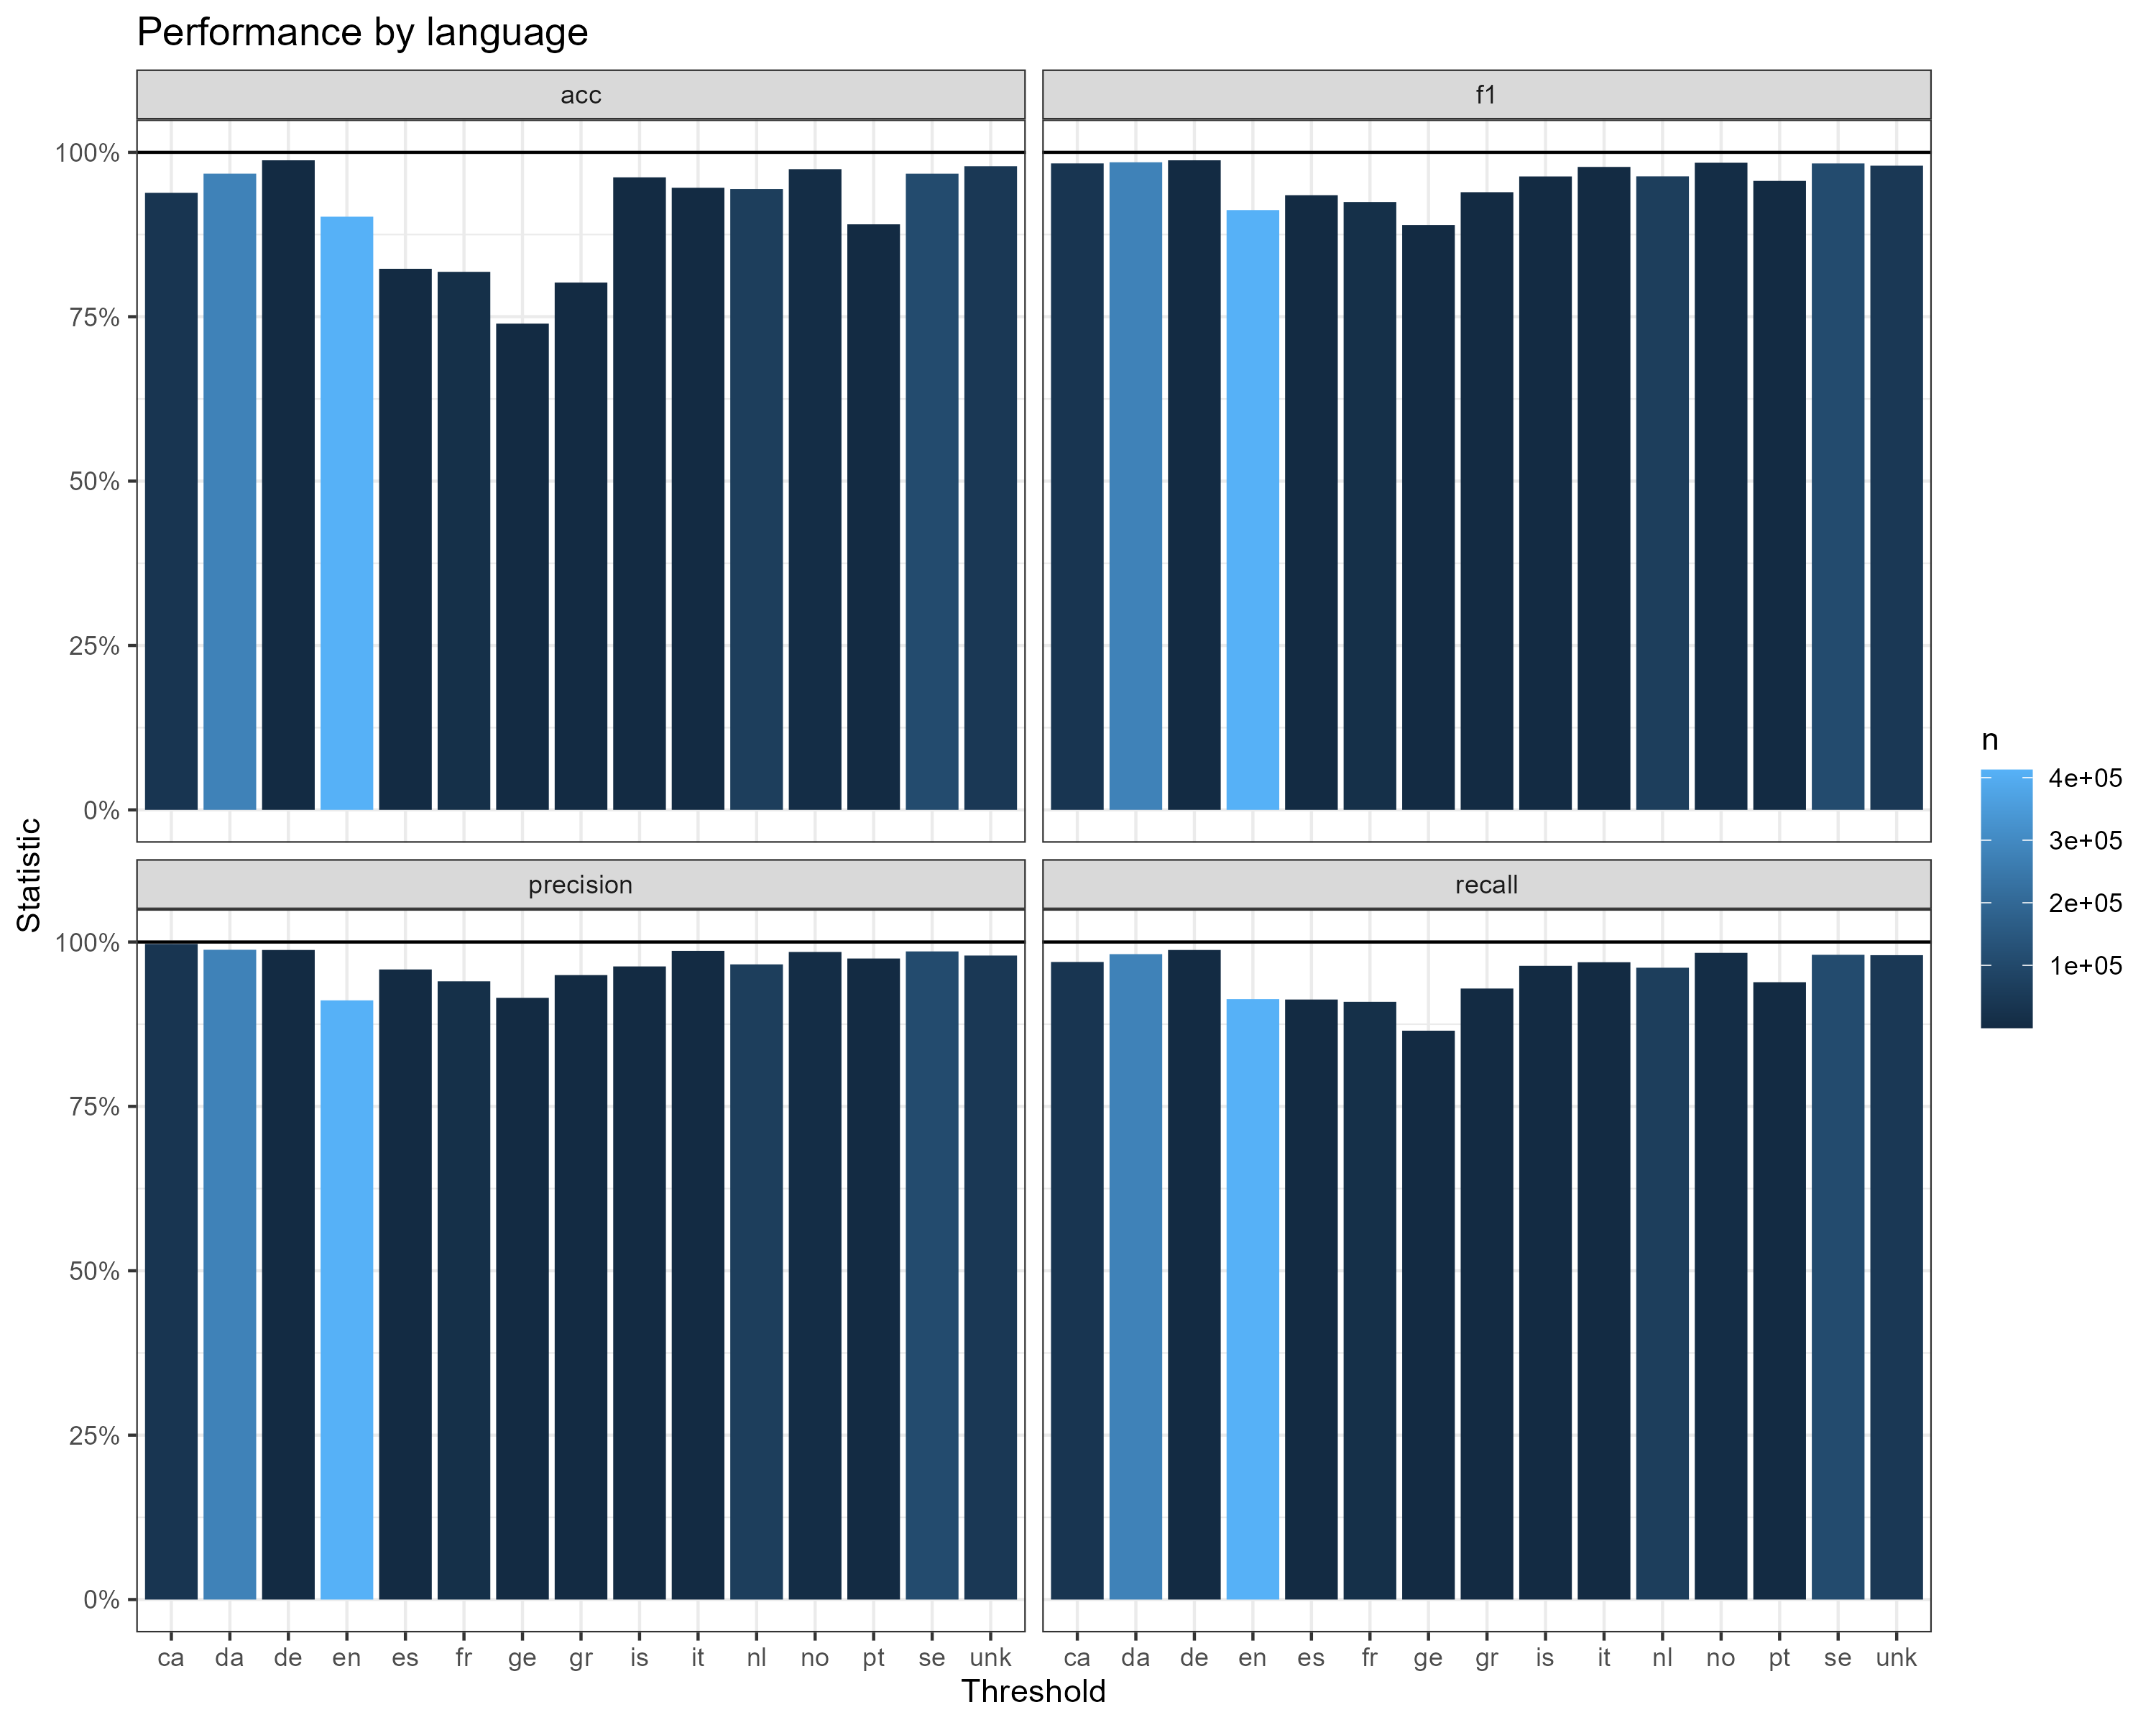 Performance by language
acc
f1
100%
75%
50%
25%
0%
precision
recall
100%
75%
50%
25%
0%
ca da de en es fr ge gr is it nl no pt se unk
ca da de en es fr ge gr is it nl no pt se unk
Threshold
Statistic
n
4e+05
3e+05
2e+05
1e+05